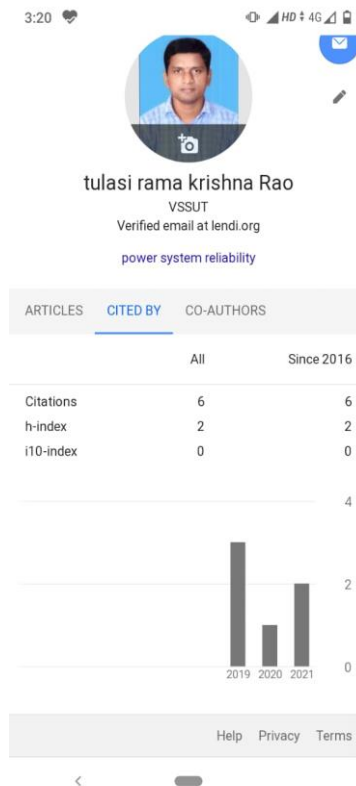 3:20 HD 4G
tulasi rama krishna Rao
VSSUT
Verified email at lendi.org
power system reliability
ARTICLES CITED BY CO-AUTHORS
All Since 2016
Citations 6 6
h-index 2 2
i10-index 0 0
4
2
0
2019 2020 2021
Help Privacy Terms